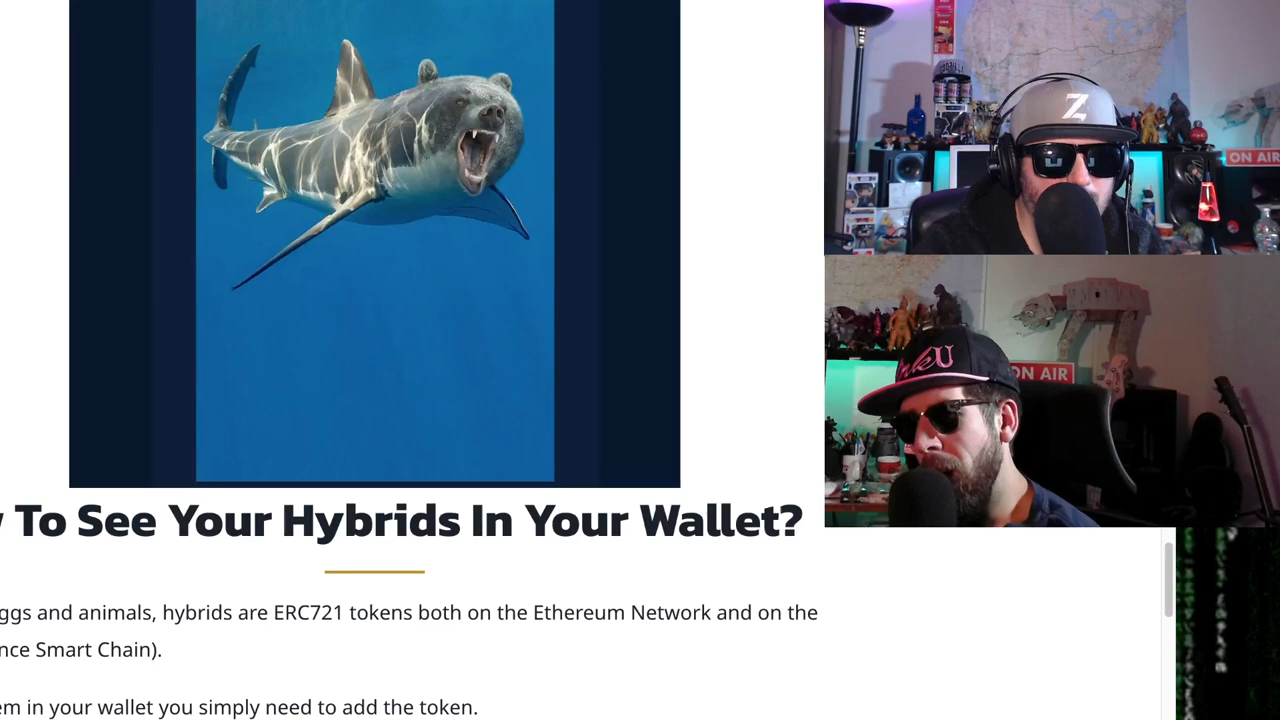 To See Your Hybrids In Your Wallet?
ggs and animals, hybrids are ERC721 tokens both on the Ethereum Network and on the
nce Smart Chain).
em in your wallet you simply need to add the token.
Z
ON AIR
nkU
ON AIR